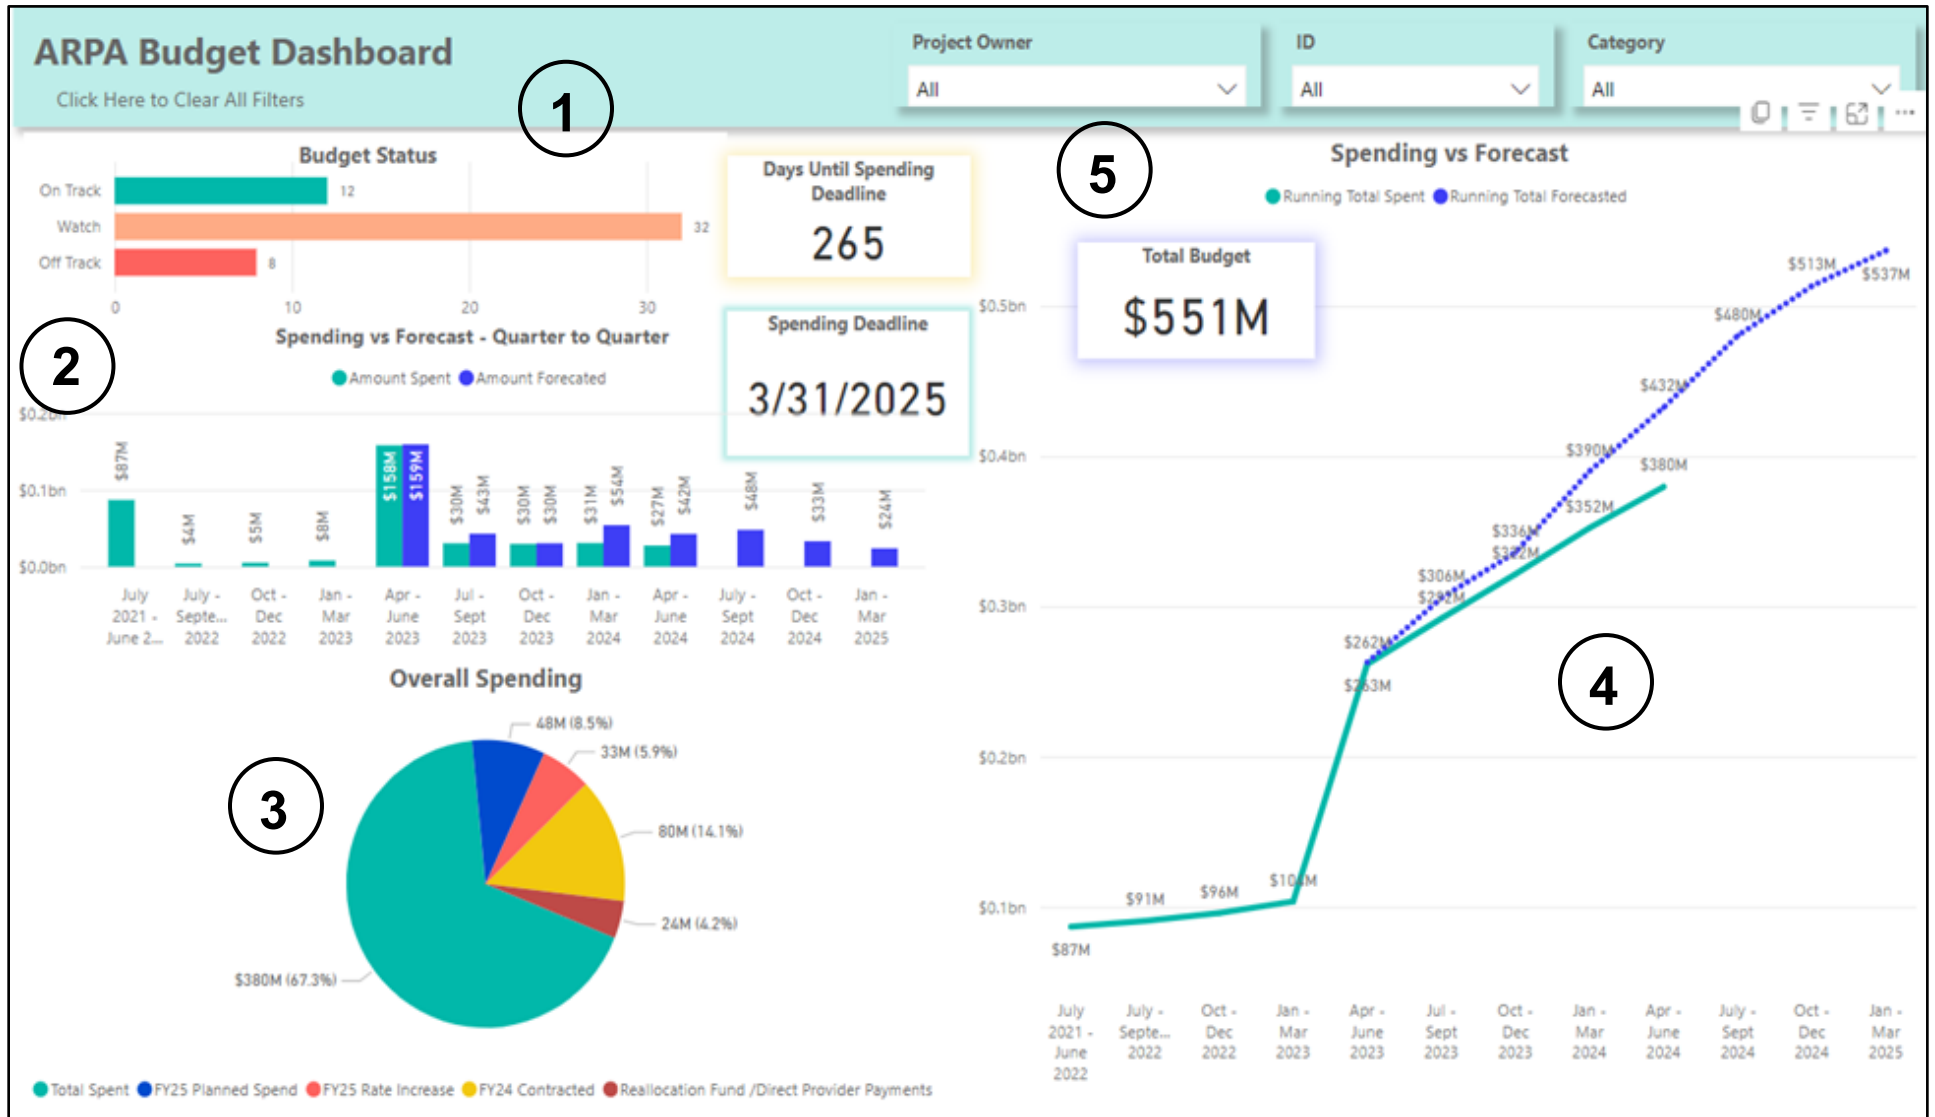 ARPA Budget Dashboard
Click Here to Clear All Filters
Project Owner
All
ID
All
Category
All
1
Budget Status
On Track
12
Watch
32
Off Track
8
0
10
20
30
Days Until Spending
Deadline
265
Spending Deadline
3/31/2025
2
Spending vs Forecast - Quarter to Quarter
Amount Spent
Amount Forecated
$0.2bn
$0.1bn
$0.0bn
$87M
$4M
$5M
$8M
$158M
$159M
$30M
$43M
$30M
$30M
$31M
$54M
$27M
$42M
$48M
$33M
$24M
July
2021 -
June 2...
July -
Septe...
2022
Oct -
Dec
2022
Jan -
Mar
2023
Apr -
June
2023
Jul -
Sept
2023
Oct -
Dec
2023
Jan -
Mar
2024
Apr -
June
2024
July -
Sept
2024
Oct -
Dec
2024
Jan -
Mar
2025
Overall Spending
3
48M (8.5%)
33M (5.9%)
80M (14.1%)
24M (4.2%)
$380M (67.3%)
Total Spent
FY25 Planned Spend
FY25 Rate Increase
FY24 Contracted
Reallocation Fund /Direct Provider Payments
5
Spending vs Forecast
Running Total Spent
Running Total Forecasted
Total Budget
$551M
4
$0.5bn
$0.4bn
$0.3bn
$0.2bn
$0.1bn
$87M
$91M
$96M
$262M
$263M
$306M
$336M
$352M
$390M
$380M
$432M
$480M
$513M
$537M
July
2021 -
June
2022
July -
Septe...
2022
Oct -
Dec
2022
Jan -
Mar
2023
Apr -
June
2023
Jul -
Sept
2023
Oct -
Dec
2023
Jan -
Mar
2024
Apr -
June
2024
July -
Sept
2024
Oct -
Dec
2024
Jan -
Mar
2025